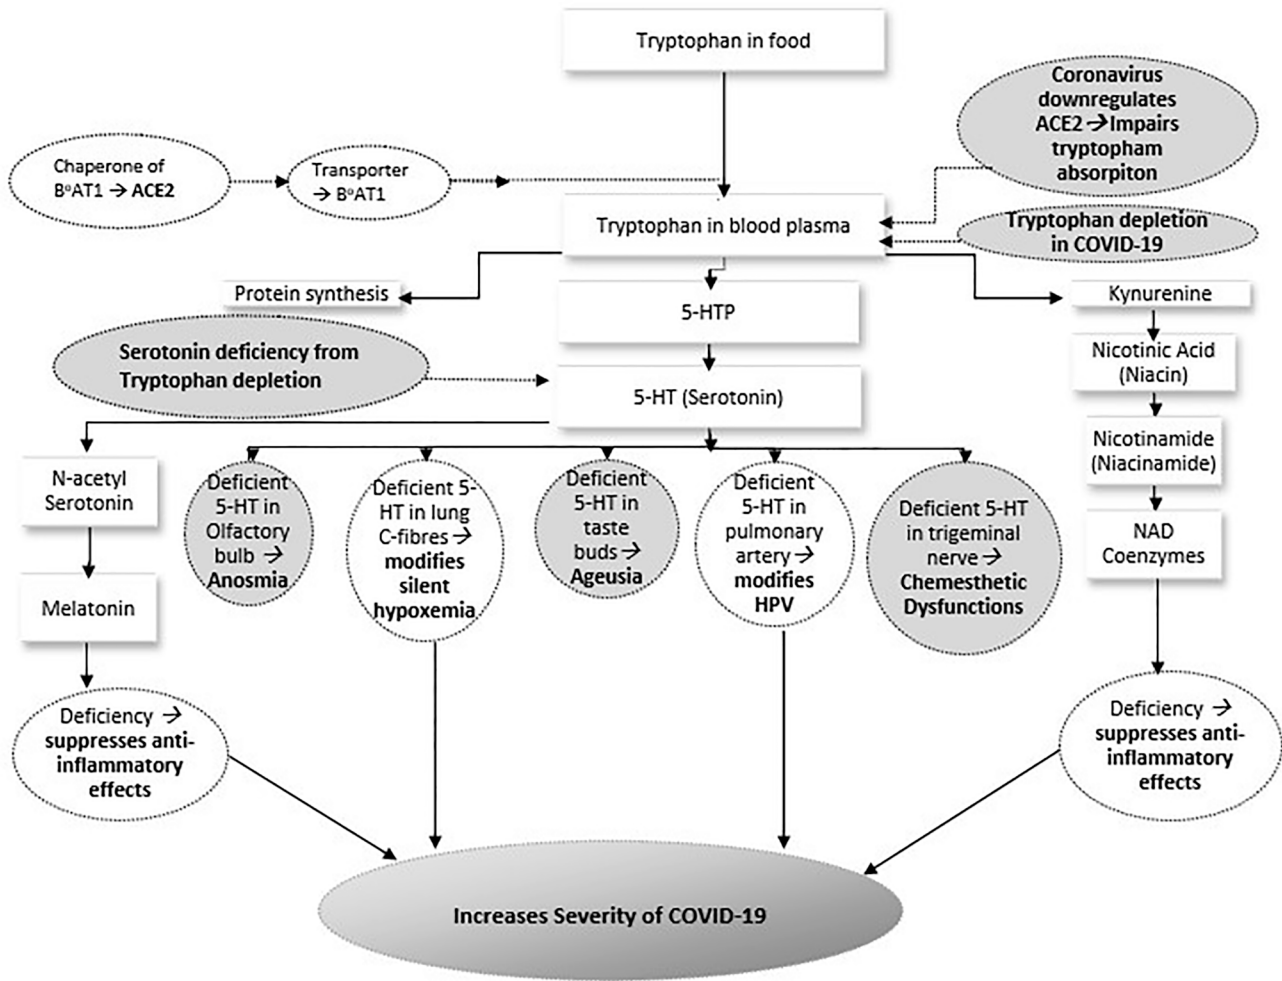 Tryptophan in food
Coronavirus
downregulates
ACE2 → Impairs
tryptopham
absorpiton
Chaperone of
BºAT1 → ACE2
Transporter
→ BºAT1
Tryptophan in blood plasma
Tryptophan depletion
in COVID-19
Protein synthesis
5-HTP
Kynurenine
Serotonin deficiency from
Tryptophan depletion
Nicotinic Acid
(Niacin)
5-HT (Serotonin)
Nicotinamide
(Niacinamide)
N-acetyl
Serotonin
Deficient
5-HT in
Olfactory
bulb →
Anosmia
Deficient 5-
HT in lung
C-fibres →
modifies
silent
hypoxemia
Deficient
5-HT in
taste
buds →
Ageusia
Deficient
5-HT in
pulmonary
artery →
modifies
HPV
Deficient 5-HT
in trigeminal
nerve →
Chemesthetic
Dysfunctions
NAD
Coenzymes
Melatonin
Deficiency →
suppresses anti-
inflammatory
effects
Deficiency →
suppresses anti-
inflammatory
effects
Increases Severity of COVID-19